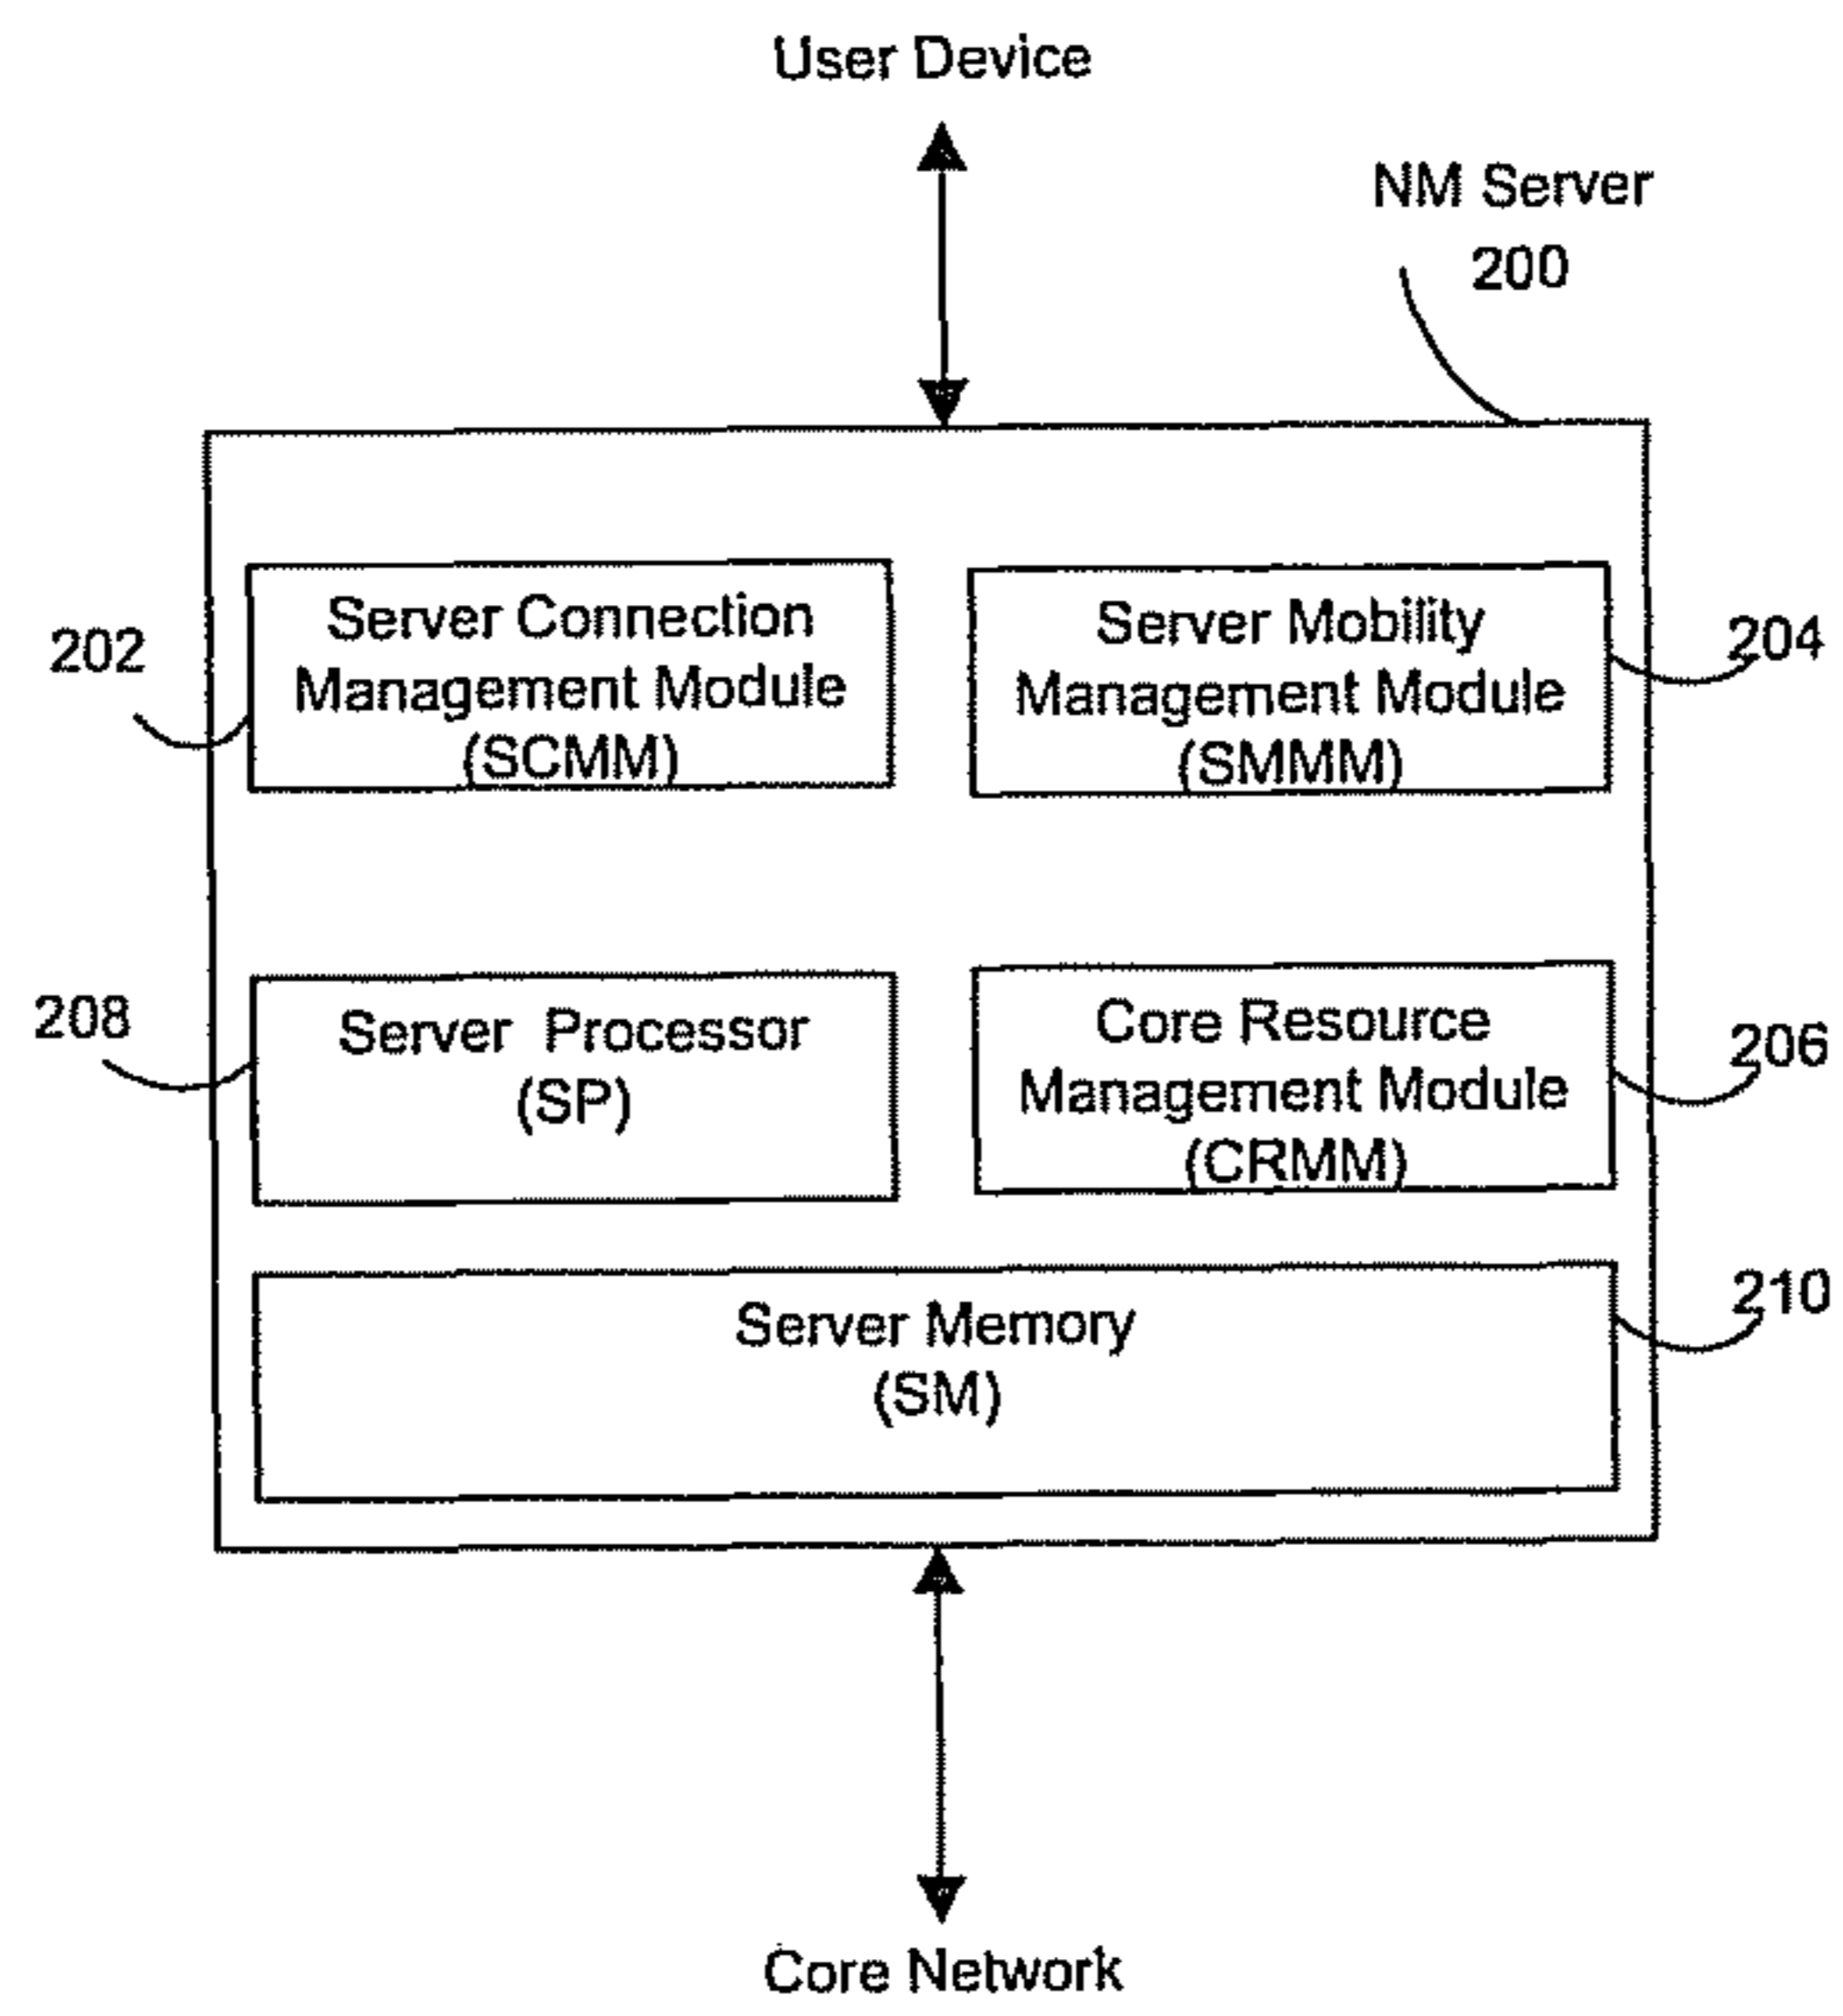 User Device
NM Server
200
202
Server Connection
Management Module
(SCMM)
Server Mobility
Management Module
(SMMM)
204
208
Server Processor
(SP)
Core Resource
Management Module
(CRMM)
206
Server Memory
(SM)
210
Core Network